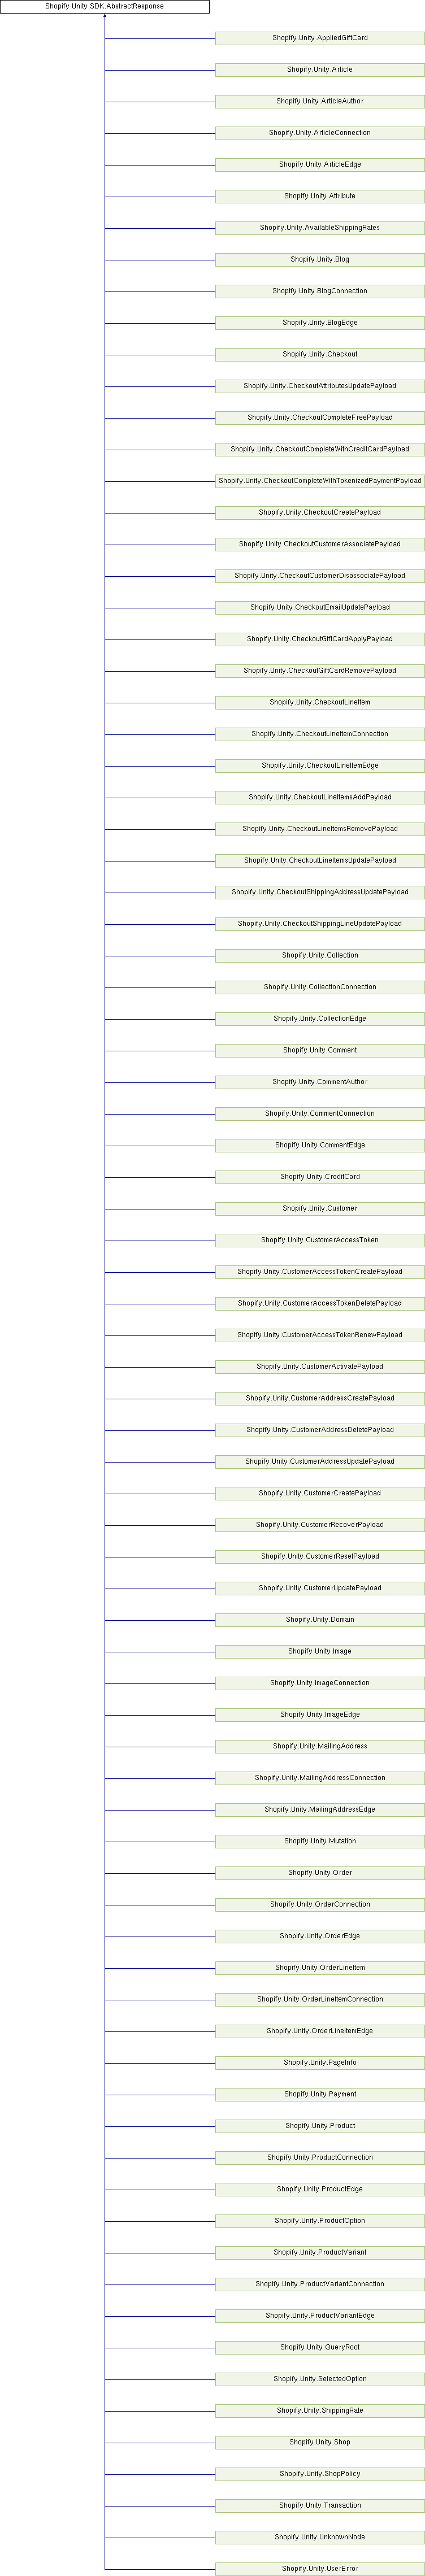 Shopify.Unity.SDK.AbstractResponse
Shopify.Unity.AppliedGiftCard
Shopify.Unity.Article
Shopify.Unity.ArticleAuthor
Shopify.Unity.ArticleConnection
Shopify.Unity.ArticleEdge
Shopify.Unity.Attribute
Shopify.Unity.AvailableShippingRates
Shopify.Unity.Blog
Shopify.Unity.BlogConnection
Shopify.Unity.BlogEdge
Shopify.Unity.Checkout
Shopify.Unity.CheckoutAttributesUpdatePayload
Shopify.Unity.CheckoutCompleteFreePayload
Shopify.Unity.CheckoutCompleteWithCreditCardPayload
Shopify.Unity.CheckoutCompleteWithTokenizedPaymentPayload
Shopify.Unity.CheckoutCreatePayload
Shopify.Unity.CheckoutCustomerAssociatePayload
Shopify.Unity.CheckoutCustomerDisassociatePayload
Shopify.Unity.CheckoutEmailUpdatePayload
Shopify.Unity.CheckoutGiftCardApplyPayload
Shopify.Unity.CheckoutGiftCardRemovePayload
Shopify.Unity.CheckoutLineItem
Shopify.Unity.CheckoutLineItemConnection
Shopify.Unity.CheckoutLineItemEdge
Shopify.Unity.CheckoutLineItemsAddPayload
Shopify.Unity.CheckoutLineItemsRemovePayload
Shopify.Unity.CheckoutLineItemsUpdatePayload
Shopify.Unity.CheckoutShippingAddressUpdatePayload
Shopify.Unity.CheckoutShippingLineUpdatePayload
Shopify.Unity.Collection
Shopify.Unity.CollectionConnection
Shopify.Unity.CollectionEdge
Shopify.Unity.Comment
Shopify.Unity.CommentAuthor
Shopify.Unity.CommentConnection
Shopify.Unity.CommentEdge
Shopify.Unity.CreditCard
Shopify.Unity.Customer
Shopify.Unity.CustomerAccessToken
Shopify.Unity.CustomerAccessTokenCreatePayload
Shopify.Unity.CustomerAccessTokenDeletePayload
Shopify.Unity.CustomerAccessTokenRenewPayload
Shopify.Unity.CustomerActivatePayload
Shopify.Unity.CustomerAddressCreatePayload
Shopify.Unity.CustomerAddressDeletePayload
Shopify.Unity.CustomerAddressUpdatePayload
Shopify.Unity.CustomerCreatePayload
Shopify.Unity.CustomerRecoverPayload
Shopify.Unity.CustomerResetPayload
Shopify.Unity.CustomerUpdatePayload
Shopify.Unity.Domain
Shopify.Unity.Image
Shopify.Unity.ImageConnection
Shopify.Unity.ImageEdge
Shopify.Unity.MailingAddress
Shopify.Unity.MailingAddressConnection
Shopify.Unity.MailingAddressEdge
Shopify.Unity.Mutation
Shopify.Unity.Order
Shopify.Unity.OrderConnection
Shopify.Unity.OrderEdge
Shopify.Unity.OrderLineItem
Shopify.Unity.OrderLineItemConnection
Shopify.Unity.OrderLineItemEdge
Shopify.Unity.PageInfo
Shopify.Unity.Payment
Shopify.Unity.Product
Shopify.Unity.ProductConnection
Shopify.Unity.ProductEdge
Shopify.Unity.ProductOption
Shopify.Unity.ProductVariant
Shopify.Unity.ProductVariantConnection
Shopify.Unity.ProductVariantEdge
Shopify.Unity.QueryRoot
Shopify.Unity.SelectedOption
Shopify.Unity.ShippingRate
Shopify.Unity.Shop
Shopify.Unity.ShopPolicy
Shopify.Unity.Transaction
Shopify.Unity.UnknownNode
Shopify.Unity.UserError